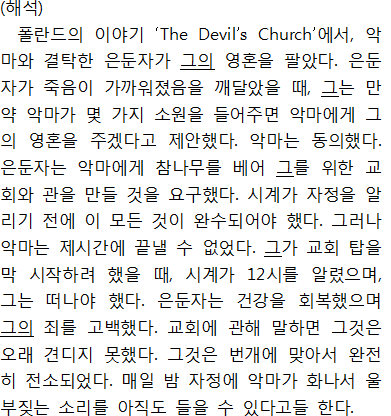 (해석)
폴란드의 이야기 ‘The Devil’s Church’에서, 악
마와 결탁한 은둔자가 그의 영혼을 팔았다. 은둔
자가 죽음이 가까워졌음을 깨달았을 때, 그는 만
약 악마가 몇 가지 소원을 들어주면 악마에게 그
의 영혼을 주겠다고 제안했다. 악마는 동의했다.
은둔자는 악마에게 참나무를 베어 그를 위한 교
회와 관을 만들 것을 요구했다. 시계가 자정을 알
리기 전에 이 모든 것이 완수되어야 했다. 그러나
악마는 제시간에 끝낼 수 없었다. 그가 교회 탑을
막 시작하려 했을 때, 시계가 12시를 알렸으며,
그는 떠나야 했다. 은둔자는 건강을 회복했으며
그의 죄를 고백했다. 교회에 관해 말하면 그것은
오래 견디지 못했다. 그것은 번개에 맞아서 완전
히 전소되었다. 매일 밤 자정에 악마가 화나서 울
부짖는 소리를 아직도 들을 수 있다고들 한다.